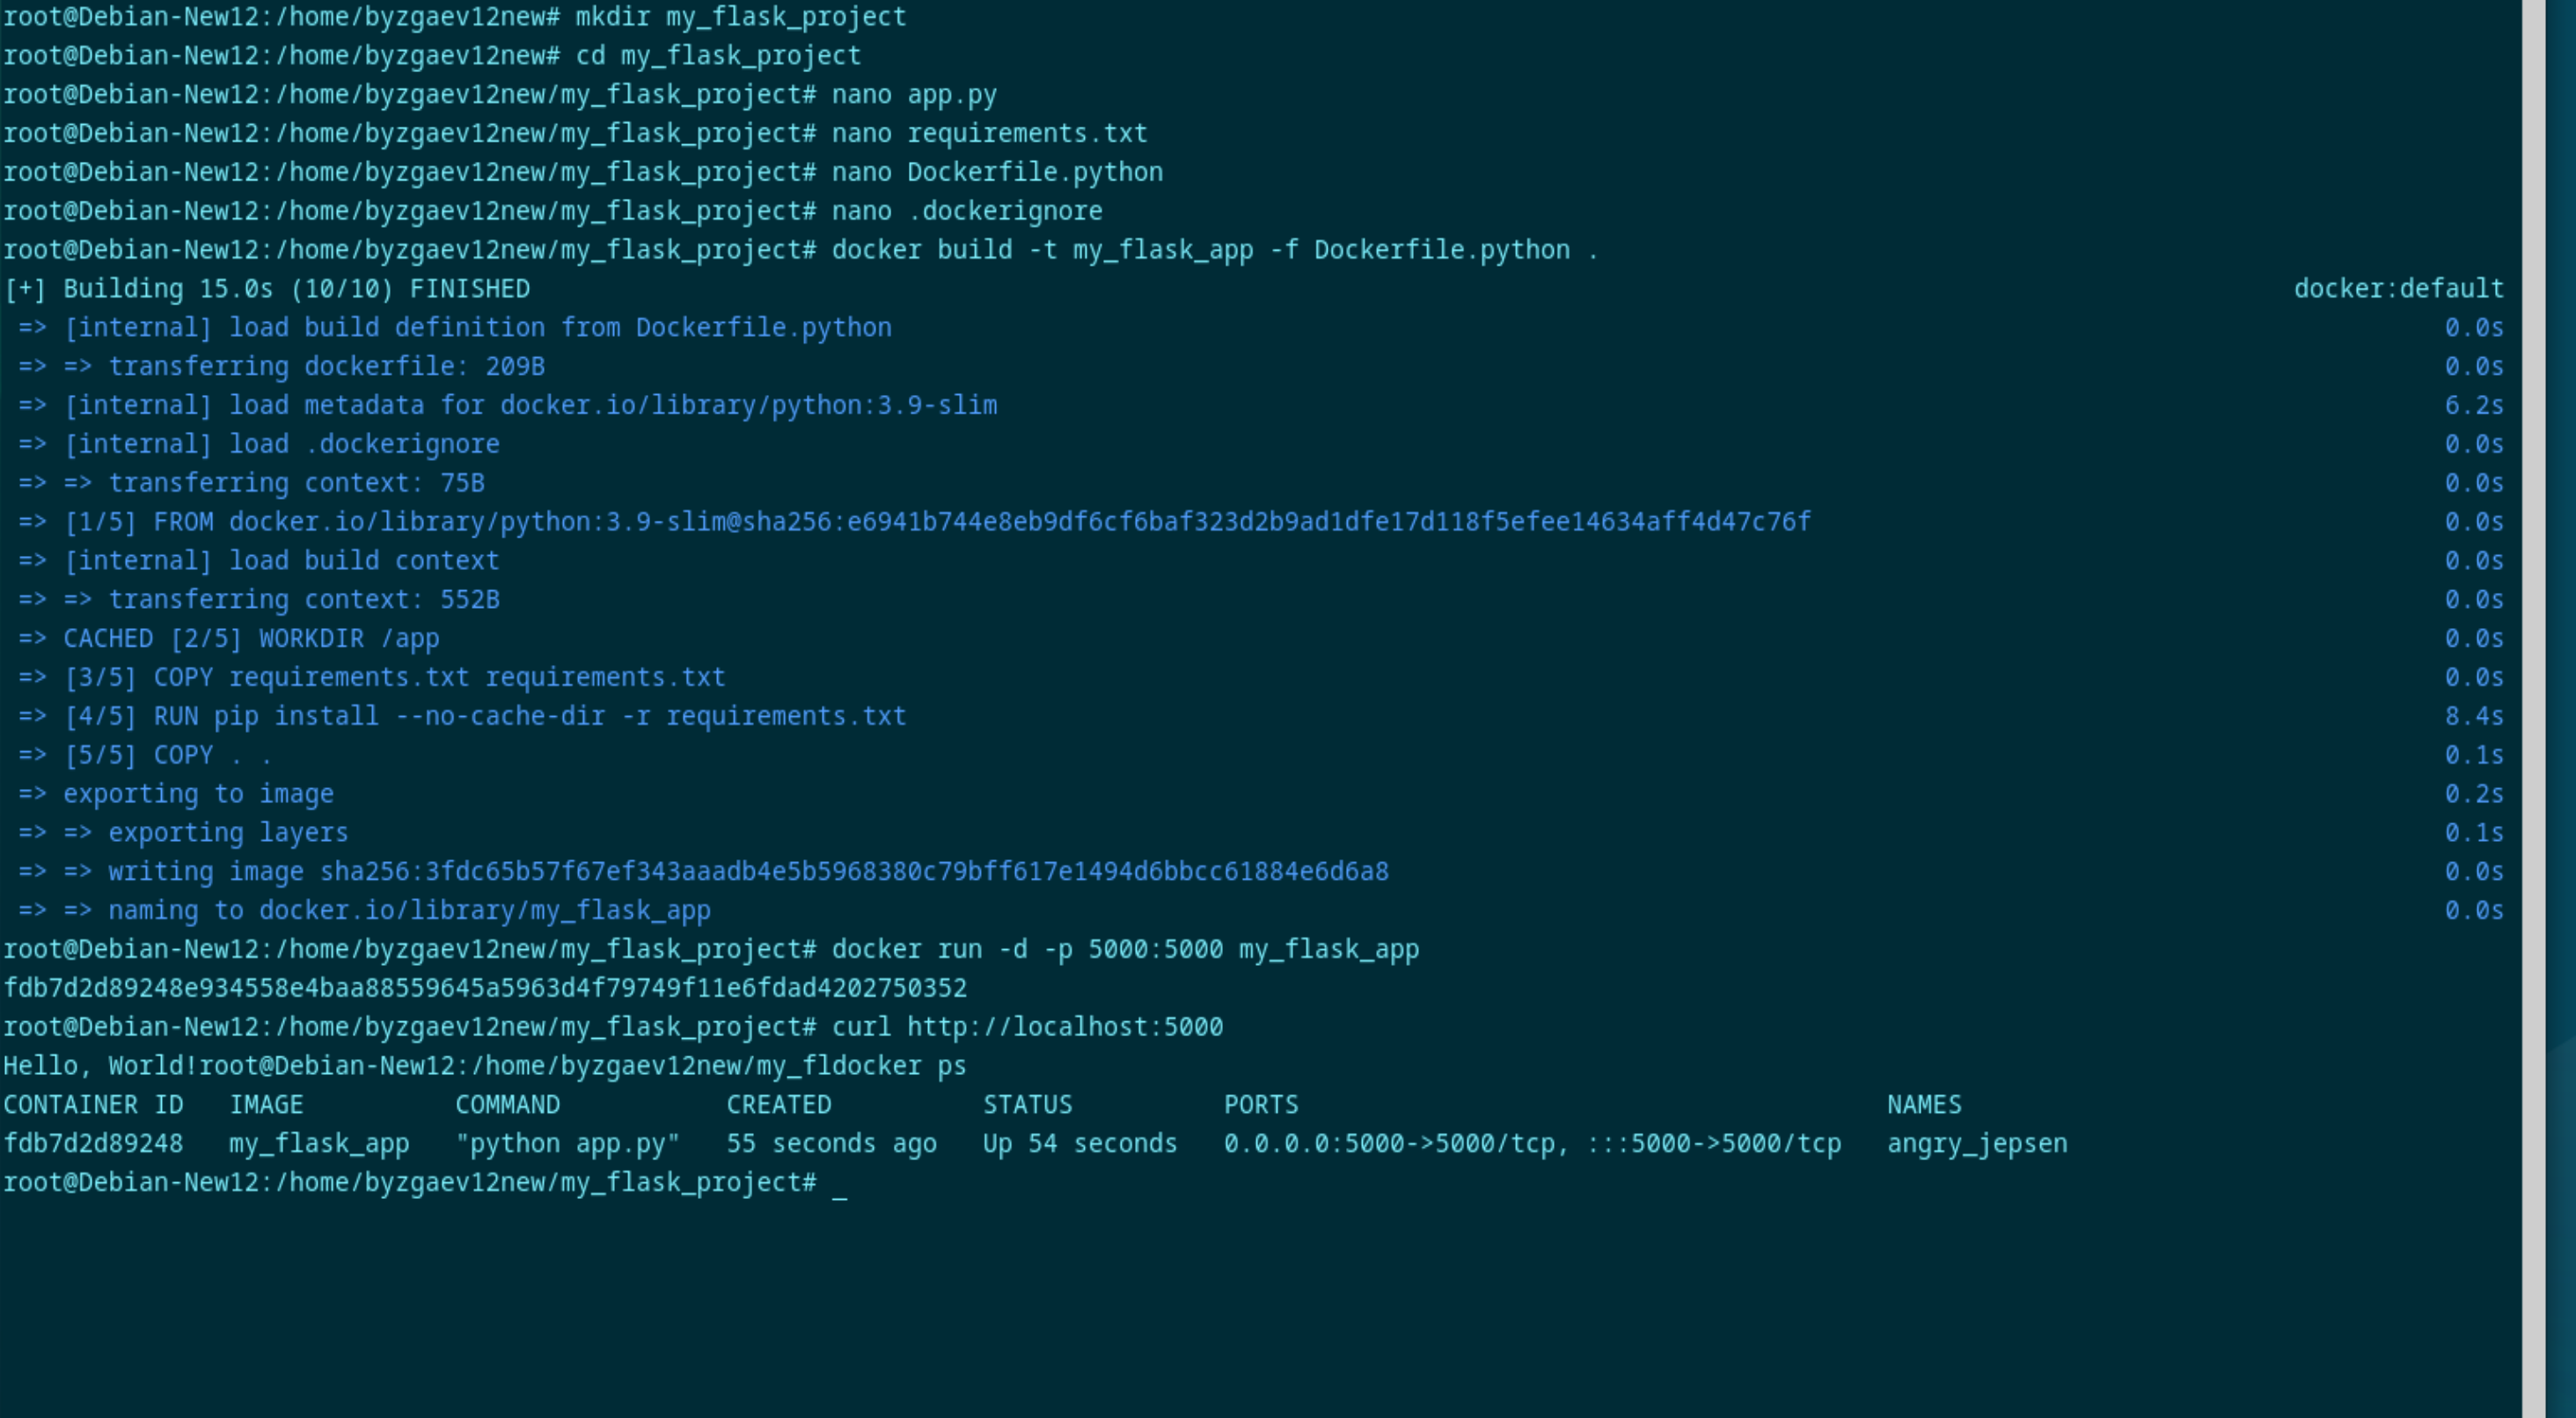 root@Debian-New12:/home/byzgaev12new# mkdir my_flask_project
root@Debian-New12:/home/byzgaev12new# cd my_flask_project
root@Debian-New12:/home/byzgaev12new/my_flask_project# nano app.py
root@Debian-New12:/home/byzgaev12new/my_flask_project# nano requirements.txt
root@Debian-New12:/home/byzgaev12new/my_flask_project# nano Dockerfile.python
root@Debian-New12:/home/byzgaev12new/my_flask_project# nano .dockerignore
root@Debian-New12:/home/byzgaev12new/my_flask_project# docker build -t my_flask_app -f Dockerfile.python .
[+] Building 15.0s (10/10) FINISHED docker:default
=> [internal] load build definition from Dockerfile.python 0.0s
=> => transferring dockerfile: 209B 0.0s
=> [internal] load metadata for docker.io/library/python:3.9-slim 6.2s
=> [internal] load .dockerignore 0.0s
=> => transferring context: 75B 0.0s
=> [1/5] FROM docker.io/library/python:3.9-slim@sha256:e6941b744e8eb9df6cf6baf323d2b9ad1dfe17d118f5efee14634aff4d47c76f 0.0s
=> [internal] load build context 0.0s
=> => transferring context: 552B 0.0s
=> CACHED [2/5] WORKDIR /app 0.0s
=> [3/5] COPY requirements.txt requirements.txt 0.0s
=> [4/5] RUN pip install --no-cache-dir -r requirements.txt 8.4s
=> [5/5] COPY . . 0.1s
=> exporting to image 0.2s
=> => exporting layers 0.1s
=> => writing image sha256:3fdc65b57f67ef343aaadb4e5b5968380c79bff617e1494d6bbcc61884e6d6a8 0.0s
=> => naming to docker.io/library/my_flask_app 0.0s
root@Debian-New12:/home/byzgaev12new/my_flask_project# docker run -d -p 5000:5000 my_flask_app
fdb7d2d89248e934558e4baa88559645a5963d4f79749f11e6fdad4202750352
root@Debian-New12:/home/byzgaev12new/my_flask_project# curl http://localhost:5000
Hello, World!root@Debian-New12:/home/byzgaev12new/my_fldocker ps
CONTAINER ID IMAGE COMMAND CREATED STATUS PORTS NAMES
fdb7d2d89248 my_flask_app "python app.py" 55 seconds ago Up 54 seconds 0.0.0.0:5000->5000/tcp, :::5000->5000/tcp angry_jepsen
root@Debian-New12:/home/byzgaev12new/my_flask_project# _